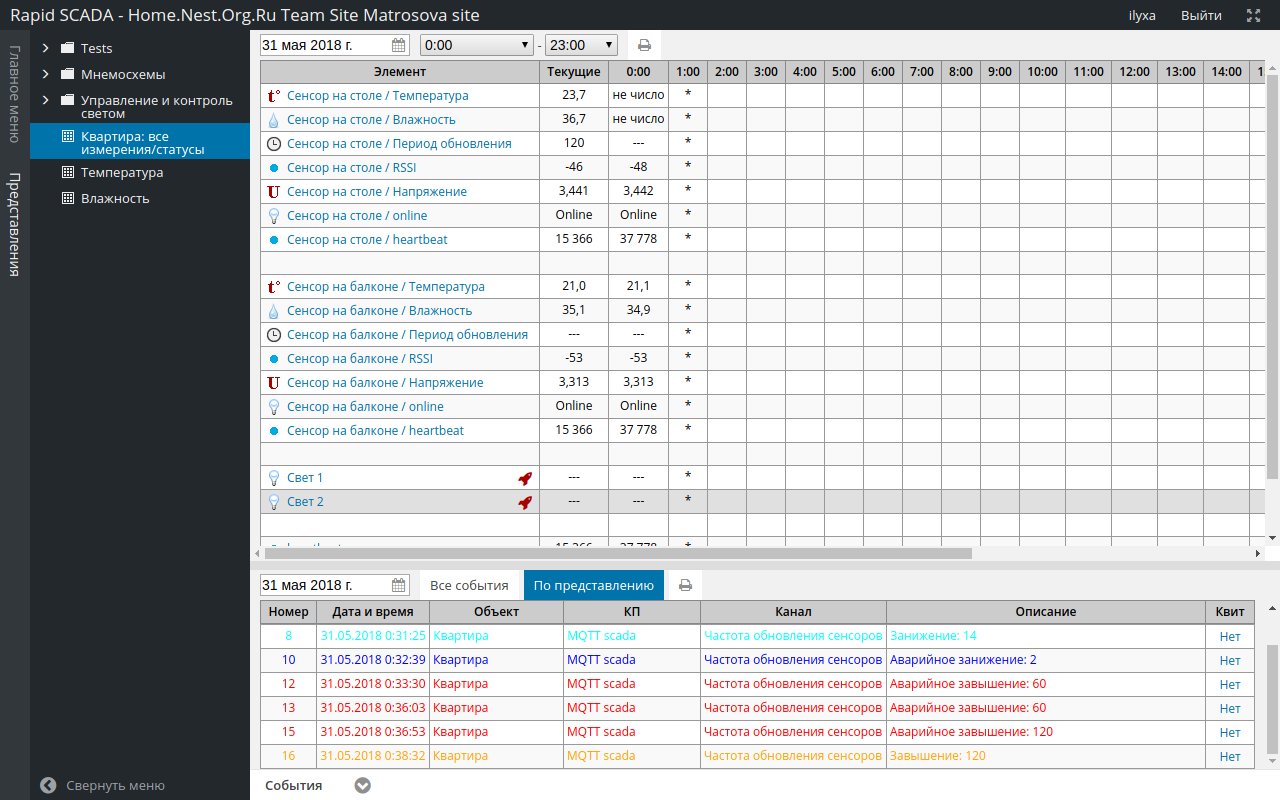 Rapid SCADA - Home.Nest.Org.Ru Team Site Matrosova site
ilyxa Выйти
Главное меню
Представления
Tests
Мнемосхемы
Управление и контроль
светом
Квартира: все
измерения/статусы
Температура
Влажность
Свернуть меню
31 мая 2018 г. 0:00 - 23:00
Элемент Текущие 0:00 1:00 2:00 3:00 4:00 5:00 6:00 7:00 8:00 9:00 10:00 11:00 12:00 13:00 14:00 1
Сенсор на столе / Температура 23,7 не число *
Сенсор на столе / Влажность 36,7 не число *
Сенсор на столе / Период обновления 120 --- *
Сенсор на столе / RSSI -46 -48 *
U Сенсор на столе / Напряжение 3,441 3,442 *
Сенсор на столе / online Online Online *
Сенсор на столе / heartbeat 15 366 37 778 *
t° Сенсор на балконе / Температура 21,0 21,1 *
Сенсор на балконе / Влажность 35,1 34,9 *
Сенсор на балконе / Период обновления --- --- *
Сенсор на балконе / RSSI -53 -53 *
U Сенсор на балконе / Напряжение 3,313 3,313 *
Сенсор на балконе / online Online Online *
Сенсор на балконе / heartbeat 15 366 37 778 *
Свет 1 --- --- *
Свет 2 --- --- *
31 мая 2018 г. Все события По представлению
Номер Дата и время Объект КП Канал Описание Квит
8 31.05.2018 0:31:25 Квартира MQTT scada Частота обновления сенсоров Занижение: 14 Нет
10 31.05.2018 0:32:39 Квартира MQTT scada Частота обновления сенсоров Аварийное занижение: 2 Нет
12 31.05.2018 0:33:30 Квартира MQTT scada Частота обновления сенсоров Аварийное завышение: 60 Нет
13 31.05.2018 0:36:03 Квартира MQTT scada Частота обновления сенсоров Аварийное завышение: 60 Нет
15 31.05.2018 0:36:53 Квартира MQTT scada Частота обновления сенсоров Аварийное завышение: 120 Нет
16 31.05.2018 0:38:32 Квартира MQTT scada Частота обновления сенсоров Завышение: 120 Нет
События